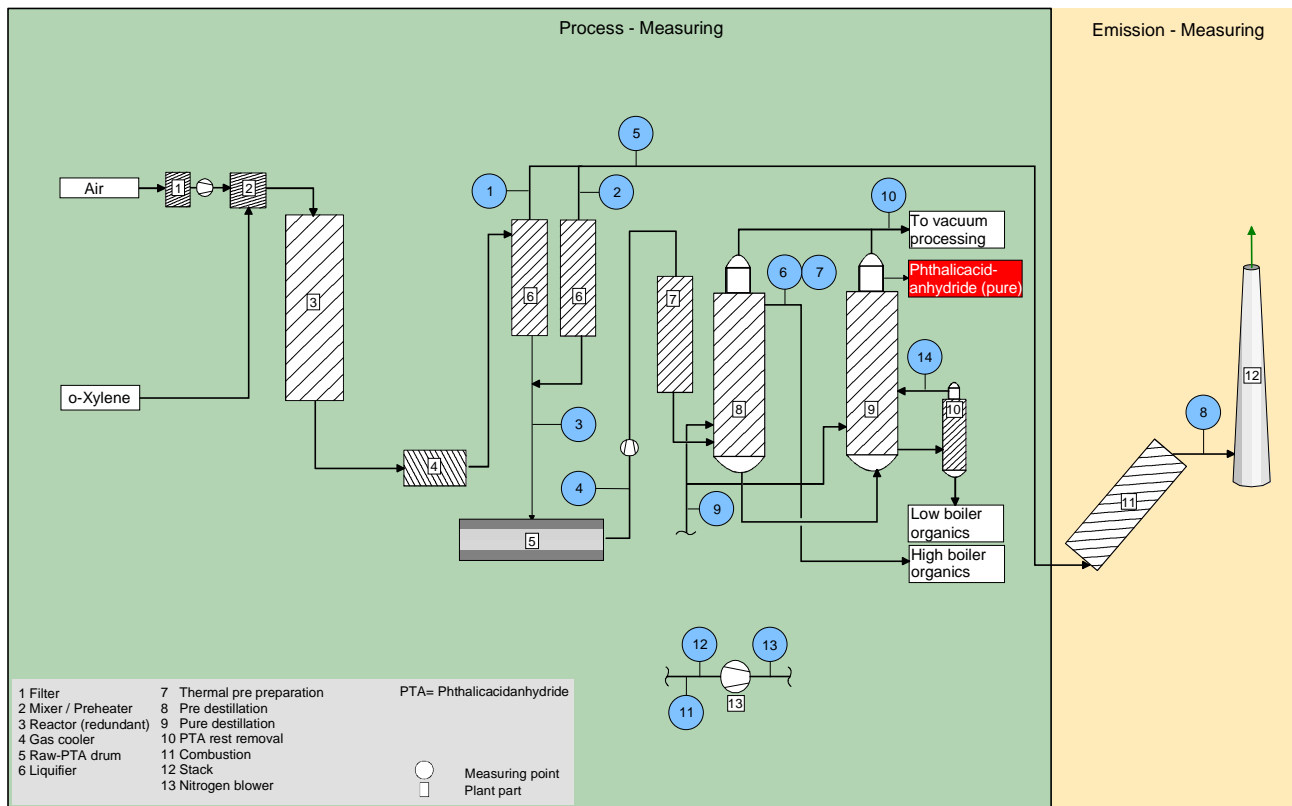 Process - Measuring
Emission - Measuring
5
1
2
10
Air
1
2
To vacuum
processing
6
7
Phthalicacid-
anhydride (pure)
3
6
6
7
14
12
o-Xylene
8
9
10
8
3
4
4
9
11
Low boiler
organics
5
High boiler
organics
12
13
11
13
1 Filter
2 Mixer / Preheater
3 Reactor (redundant)
4 Gas cooler
5 Raw-PTA drum
6 Liquifier
7 Thermal pre preparation
8 Pre destillation
9 Pure destillation
10 PTA rest removal
11 Combustion
12 Stack
13 Nitrogen blower
PTA= Phthalicacidanhydride
Measuring point
Plant part